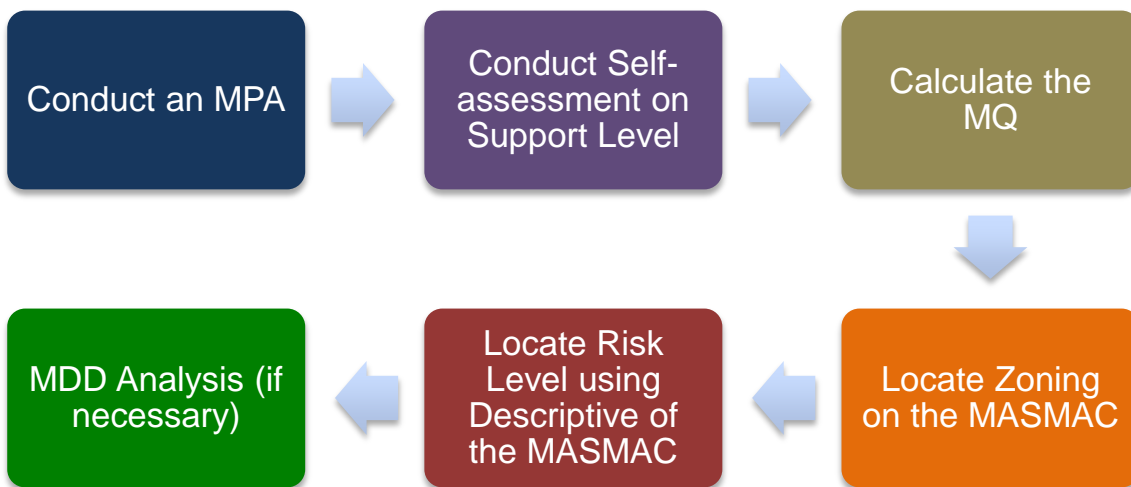 Conduct an MPA
Conduct Self-
assessment on
Support Level
Calculate the
MQ
Locate Zoning
on the MASMAC
Locate Risk
Level using
Descriptive of
the MASMAC
MDD Analysis (if
necessary)